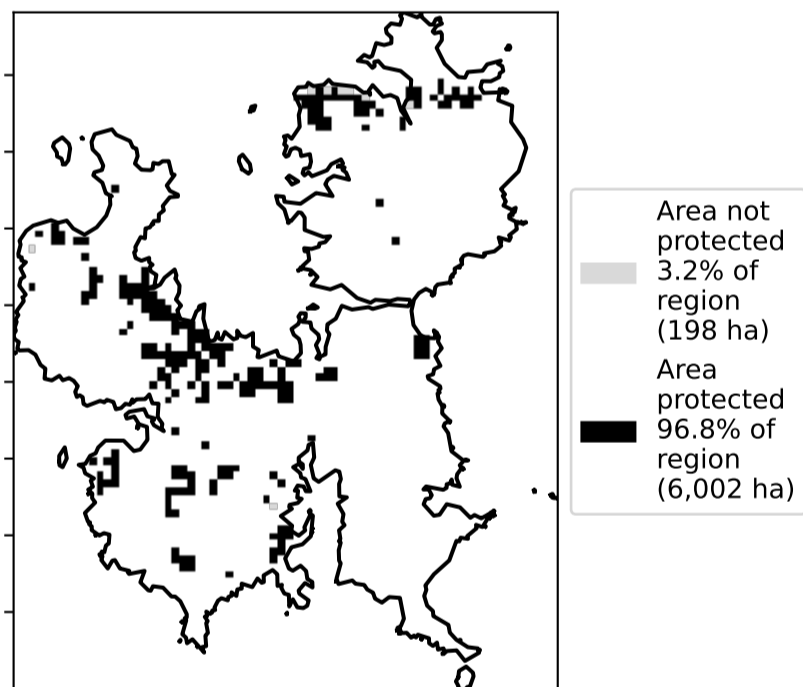 Area not
protected
3.2% of
region
(198 ha)
Area
protected
96.8% of
region
(6,002 ha)